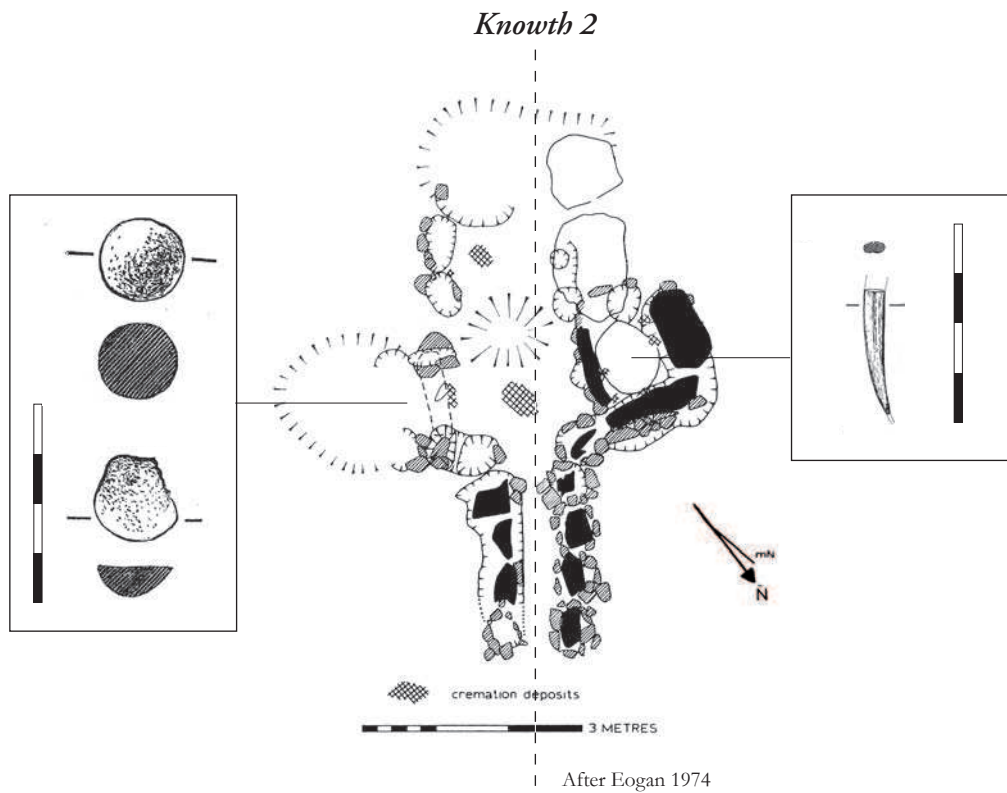 Knowth 2
mN
N
cremation deposits
3 METRES
After Eogan 1974